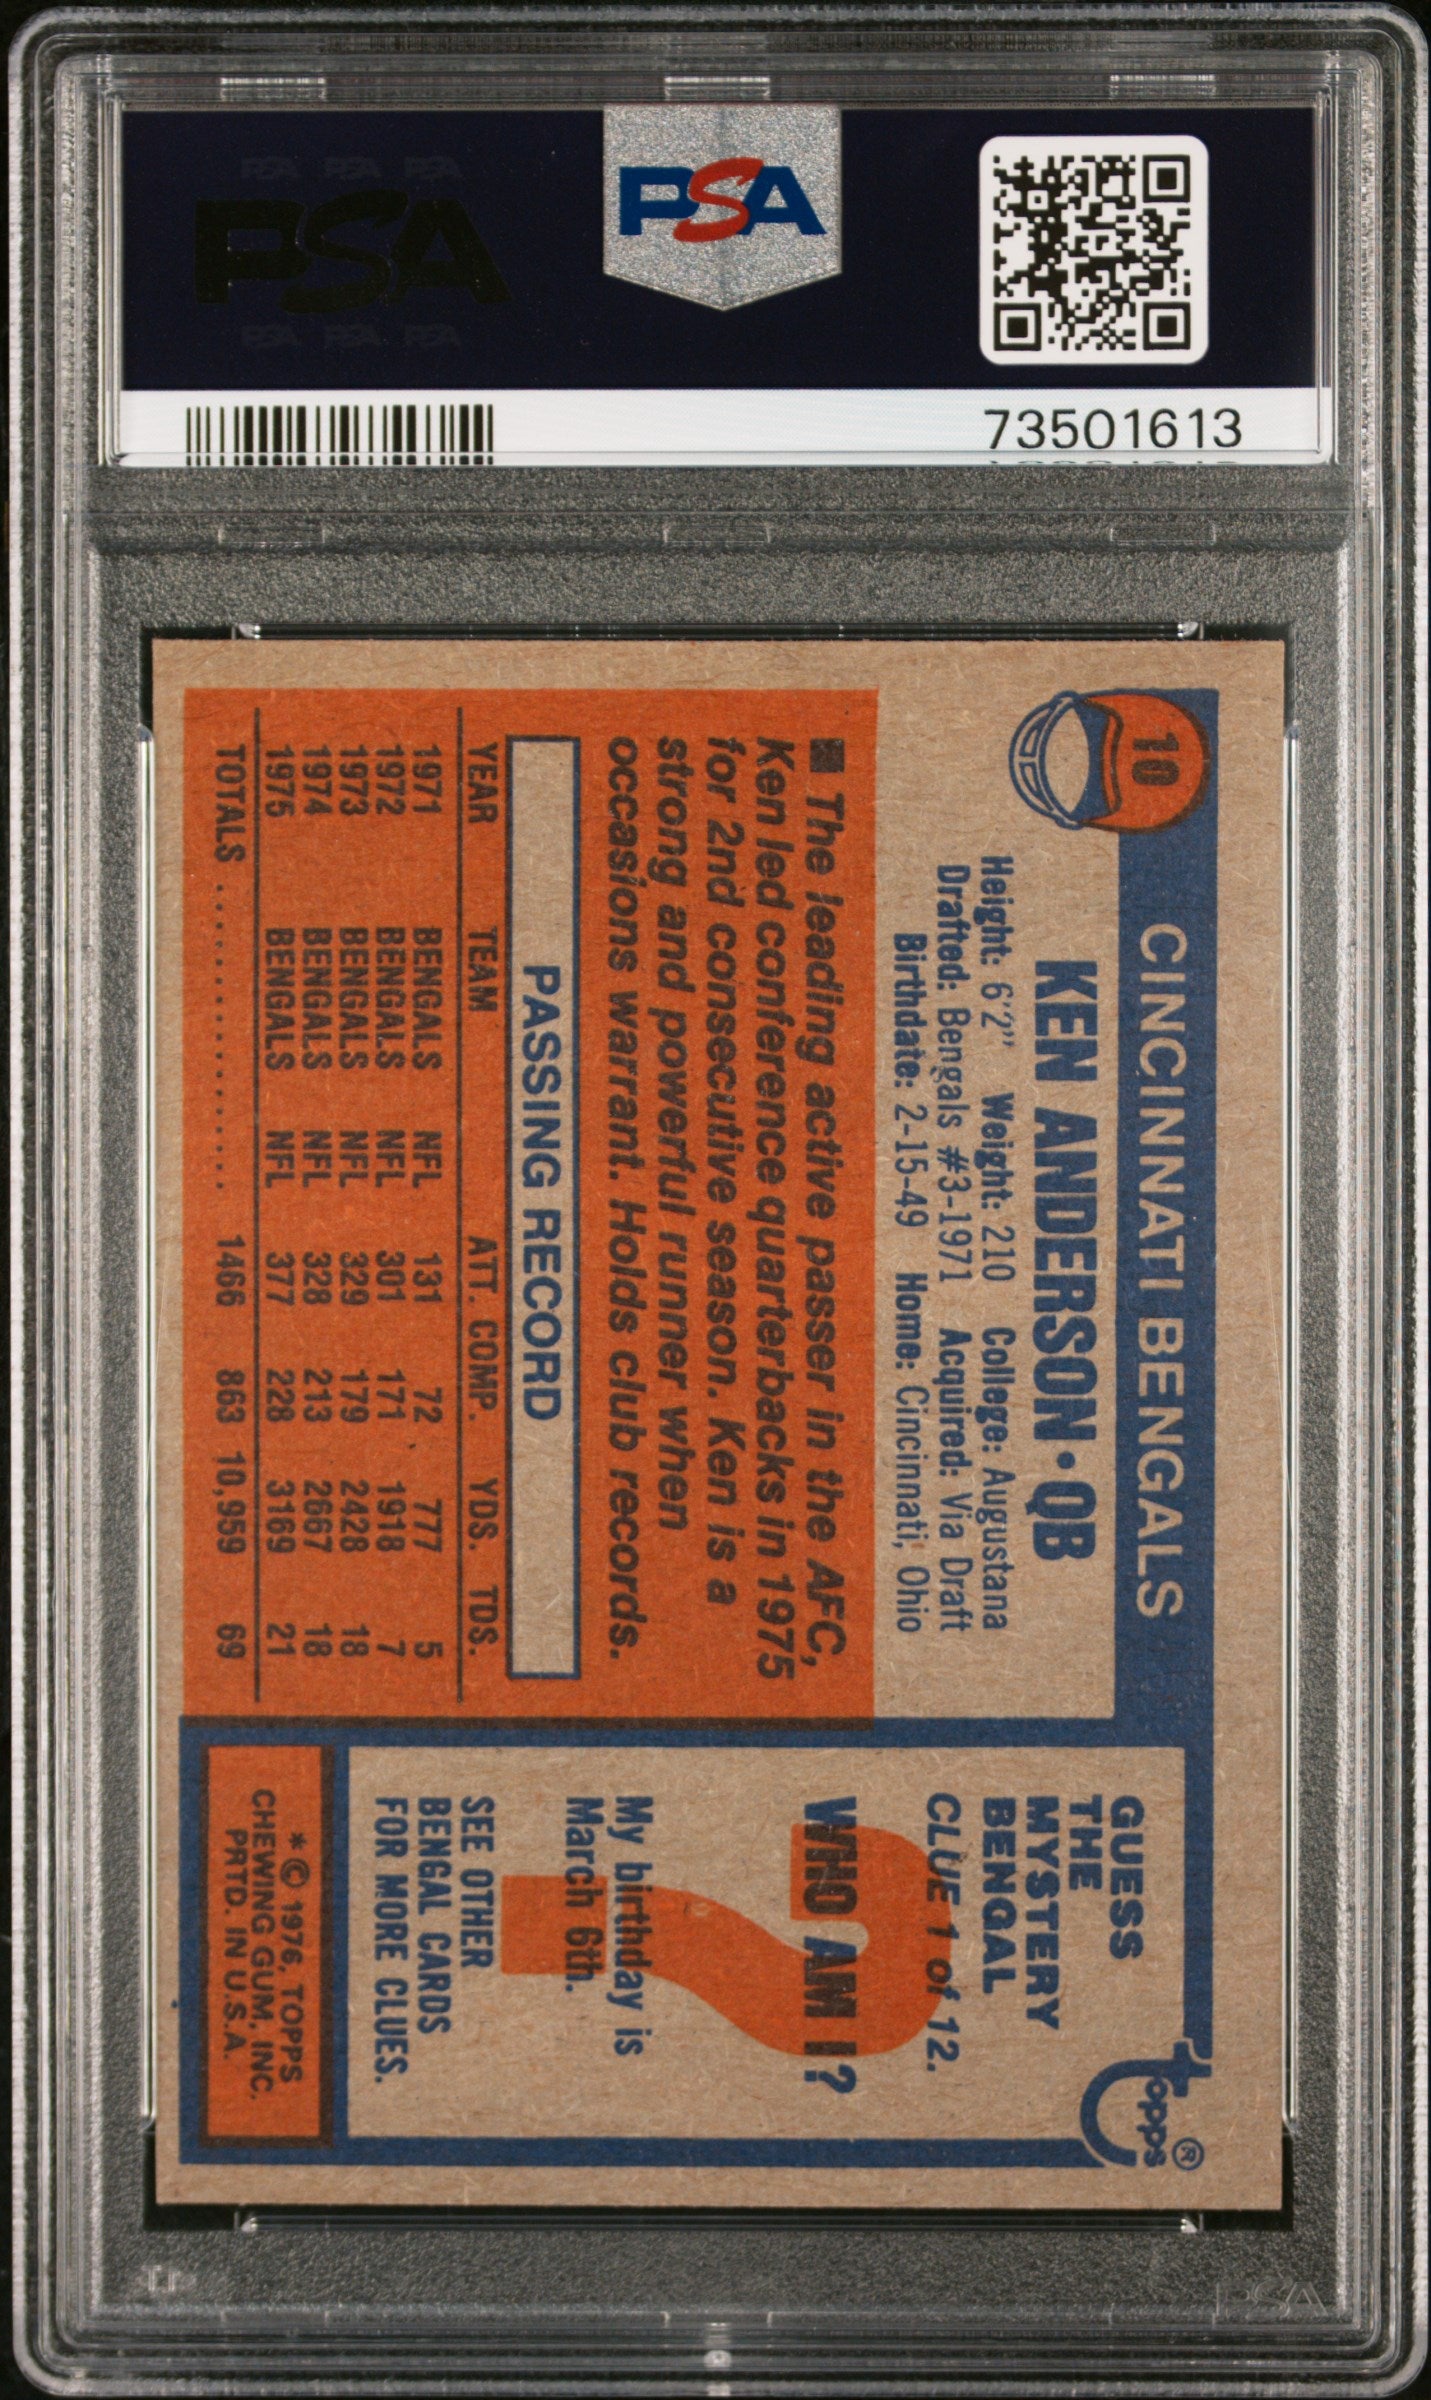 PSA PSA PSA
PSA
PSA PSA PSA
PSA
73501613
10
CINCINNATI BENGALS
KEN ANDERSON • QB
Height: 6'2" Weight: 210 College: Augustana
Drafted: Bengals #3-1971 Acquired: Via Draft
Birthdate: 2-15-49 Home: Cincinnati, Ohio
■ The leading active passer in the AFC,
Ken led conference quarterbacks in 1975
for 2nd consecutive season. Ken is a
strong and powerful runner when
occasions warrant. Holds club records.
PASSING RECORD
YEAR TEAM ATT. COMP. YDS. TDS.
1971 BENGALS NFL 131 72 777 5
1972 BENGALS NFL 301 171 1918 7
1973 BENGALS NFL 329 179 2428 18
1974 BENGALS NFL 328 213 2667 18
1975 BENGALS NFL 377 228 3169 21
TOTALS .................... 1466 863 10,959 69
topps®
GUESS
THE
MYSTERY
BENGAL
CLUE 1 of 12.
WHO AM I?
?
My birthday is
March 6th.
SEE OTHER
BENGAL CARDS
FOR MORE CLUES.
* © 1976, TOPPS
CHEWING GUM, INC.
PRTD. IN U.S.A.
PSA